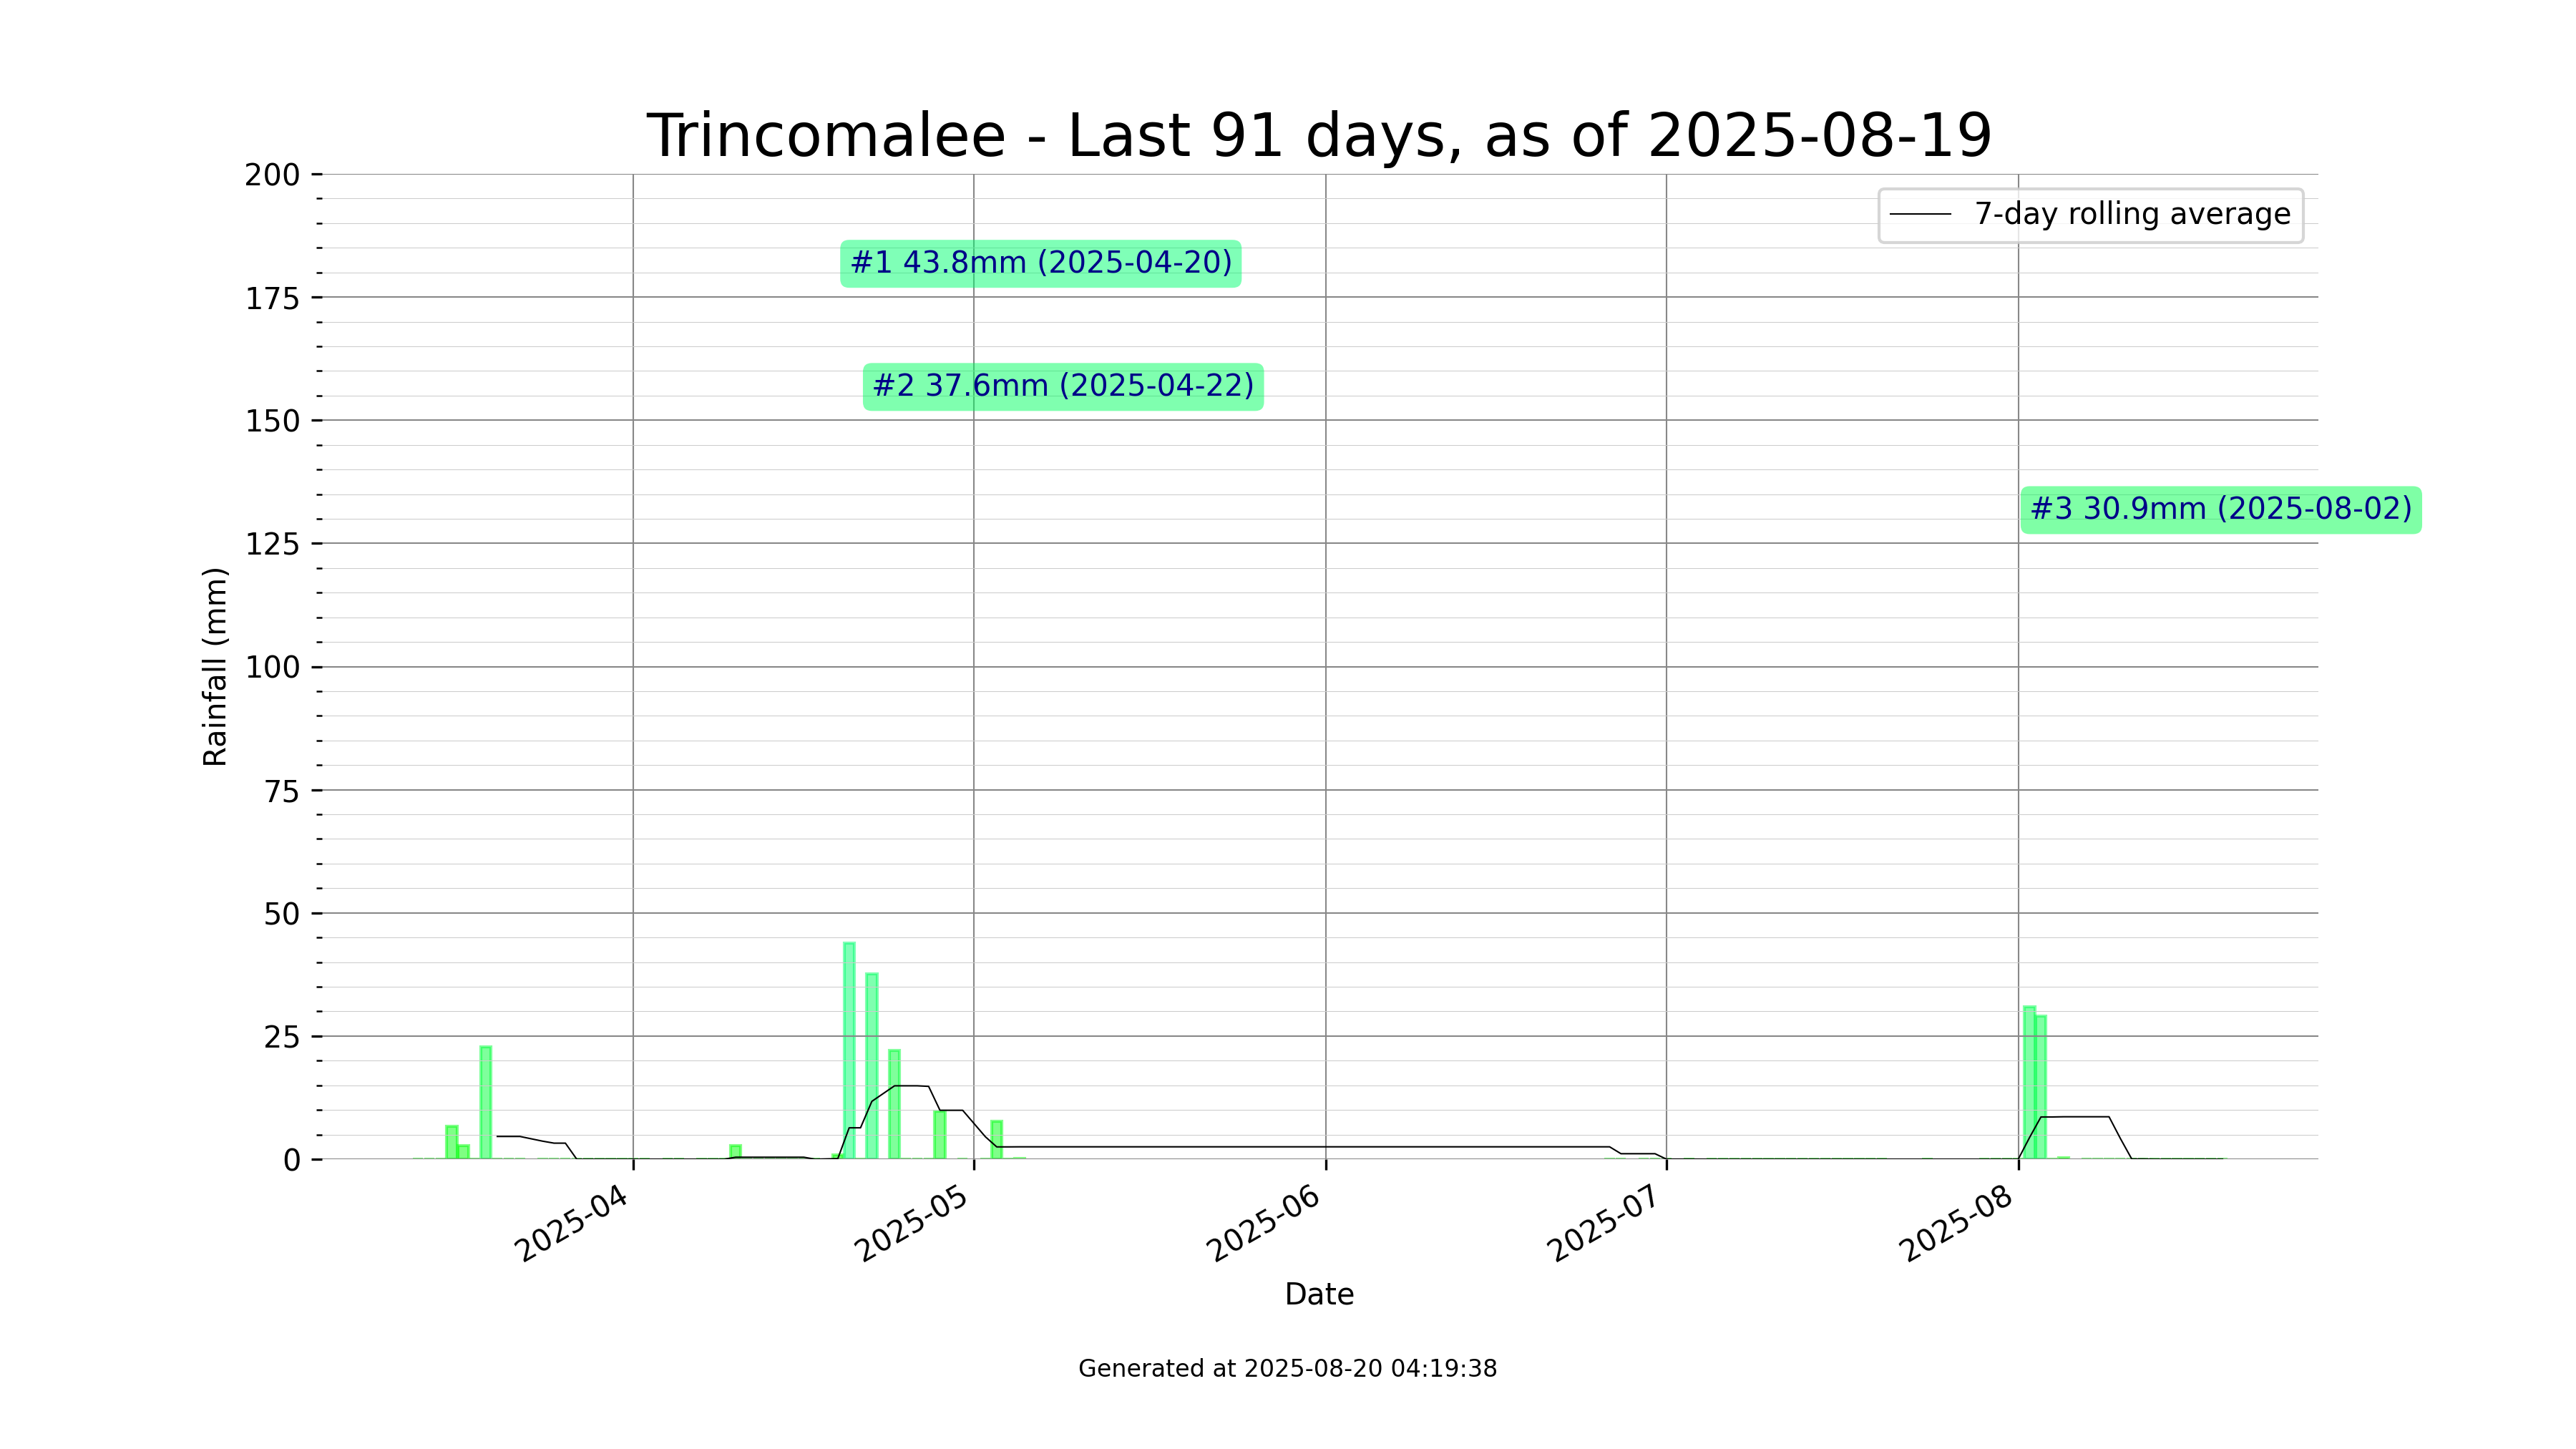 Trincomalee - Last 91 days, as of 2025-08-19
200
175
150
125
100
75
50
25
0
Rainfall (mm)
7-day rolling average
#1 43.8mm (2025-04-20)
#2 37.6mm (2025-04-22)
#3 30.9mm (2025-08-02)
2025-04
2025-05
2025-06
2025-07
2025-08
Date
Generated at 2025-08-20 04:19:38